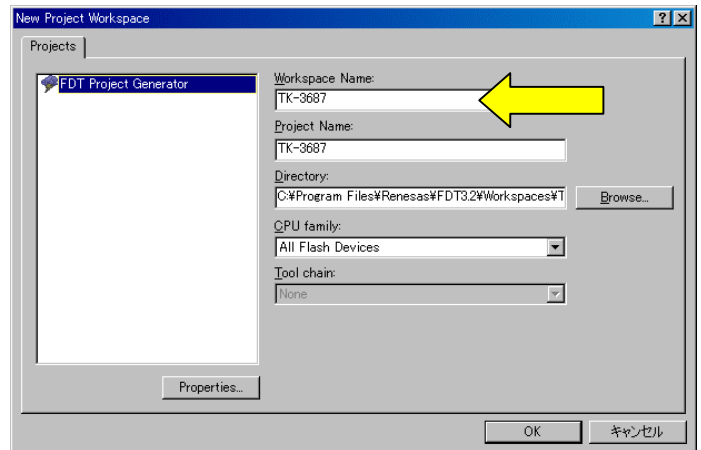 New Project Workspace
Projects
FDT Project Generator
Workspace Name:
TK-3687
Project Name:
TK-3687
Directory:
C:¥Program Files¥Renesas¥FDT3.2¥Workspaces¥T
Browse...
CPU family:
All Flash Devices
Tool chain:
None
Properties...
OK
キャンセル